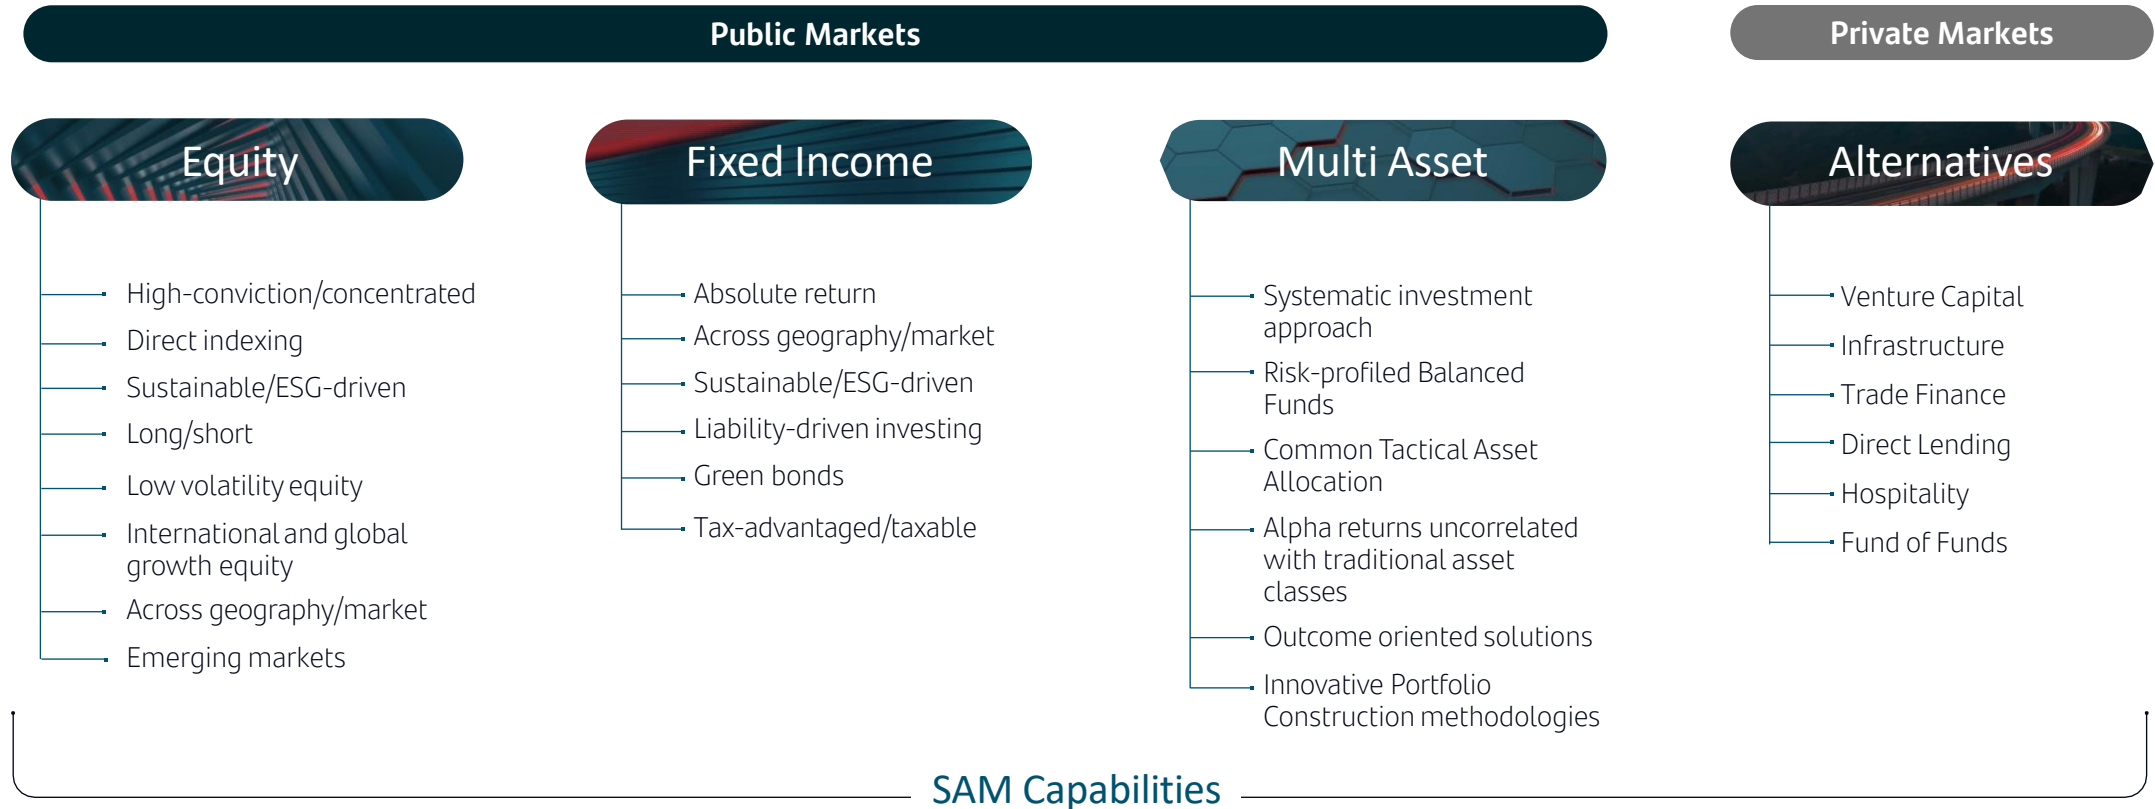 Public Markets
Private Markets
Equity
High-conviction/concentrated
Direct indexing
Sustainable/ESG-driven
Long/short
Low volatility equity
International and global
growth equity
Across geography/market
Emerging markets
Fixed Income
Absolute return
Across geography/market
Sustainable/ESG-driven
Liability-driven investing
Green bonds
Tax-advantaged/taxable
Multi Asset
Systematic investment
approach
Risk-profiled Balanced
Funds
Common Tactical Asset
Allocation
Alpha returns uncorrelated
with traditional asset
classes
Outcome oriented solutions
Innovative Portfolio
Construction methodologies
Alternatives
Venture Capital
Infrastructure
Trade Finance
Direct Lending
Hospitality
Fund of Funds
SAM Capabilities